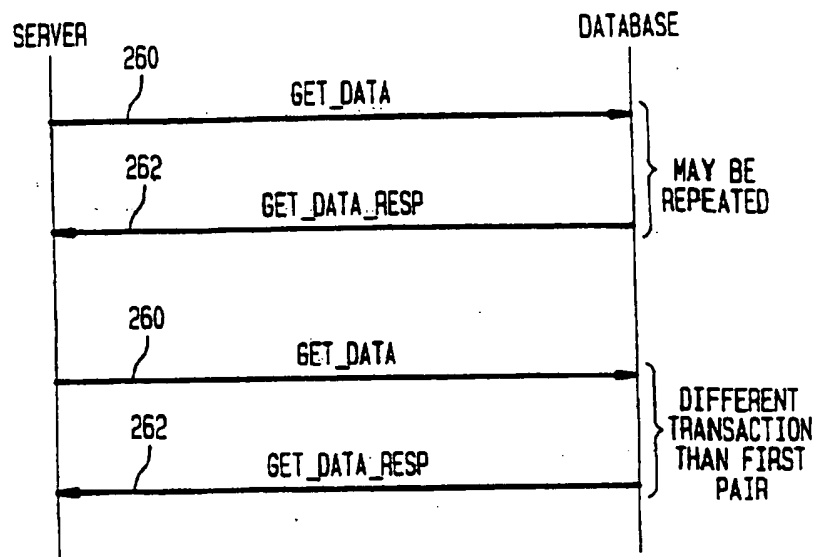 SERVER
DATABASE
260
GET_DATA
262
GET_DATA_RESP
MAY BE
REPEATED
260
GET_DATA
262
GET_DATA_RESP
DIFFERENT
TRANSACTION
THAN FIRST
PAIR